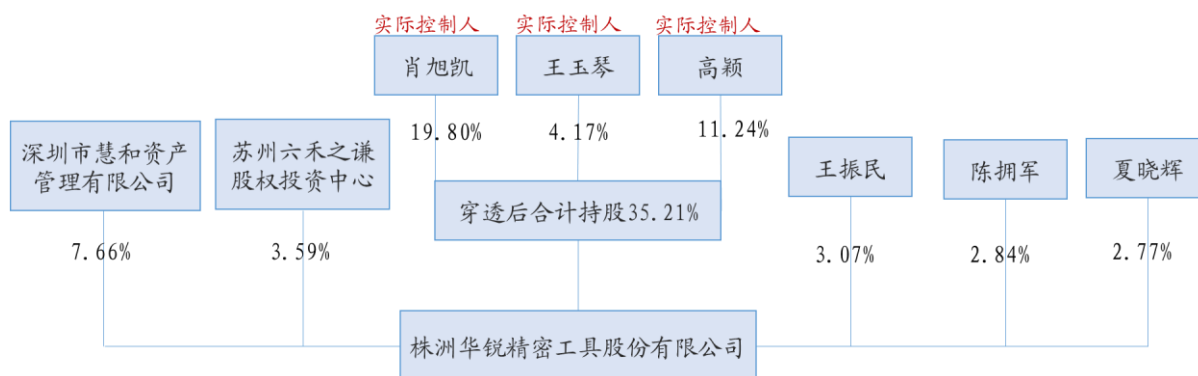 实际控制人 实际控制人 实际控制人
肖旭凯 王玉琴 高颖
19.80% 4.17% 11.24%
深圳市慧和资产
管理有限公司
苏州六禾之谦
股权投资中心
王振民 陈拥军 夏晓辉
穿透后合计持股35.21%
7.66% 3.59% 3.07% 2.84% 2.77%
株洲华锐精密工具股份有限公司